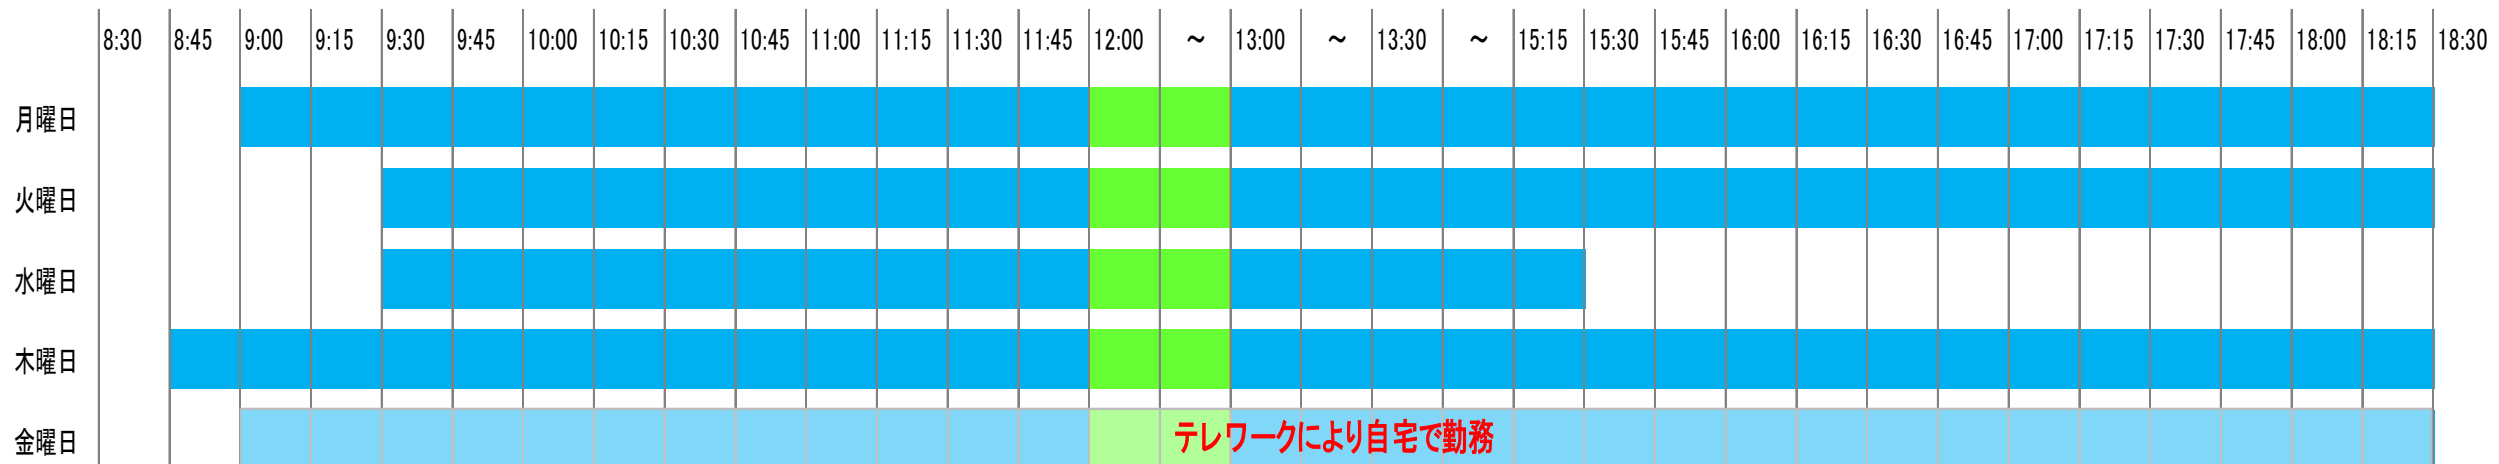 8:30 8:45 9:00 9:15 9:30 9:45 10:00 10:15 10:30 10:45 11:00 11:15 11:30 11:45 12:00 ～ 13:00 ～ 13:30 ～ 15:15 15:30 15:45 16:00 16:15 16:30 16:45 17:00 17:15 17:30 17:45 18:00 18:15 18:30
月曜日
火曜日
水曜日
木曜日
金曜日 テレワークにより自宅で勤務